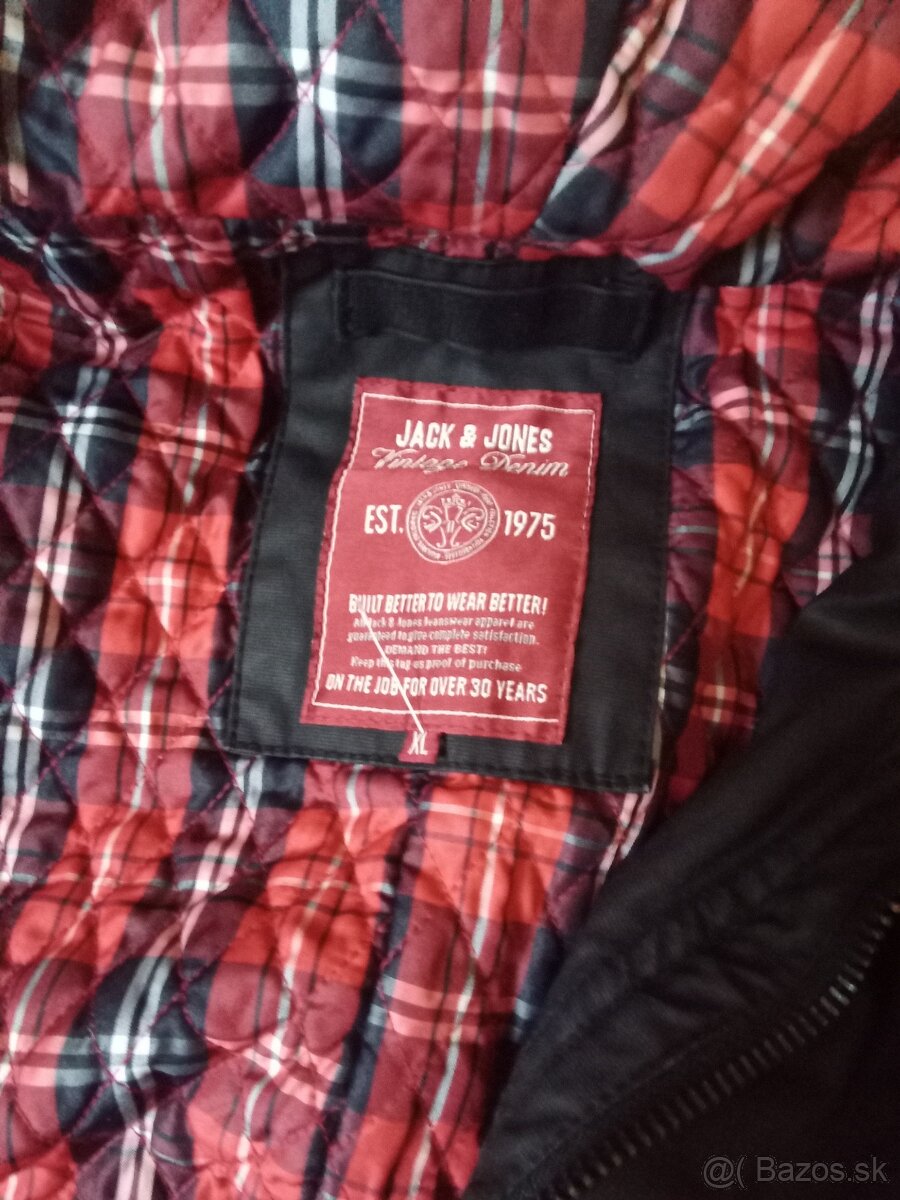 JACK & JONES
Vintage Denim
EST. 1975
BUILT BETTER TO WEAR BETTER!
All Jack & Jones Jeanswear apparel are
guaranteed to give complete satisfaction.
DEMAND THE BEST!
Keep this tag as proof of purchase
ON THE JOB FOR OVER 30 YEARS
XL
@( Bazos.sk